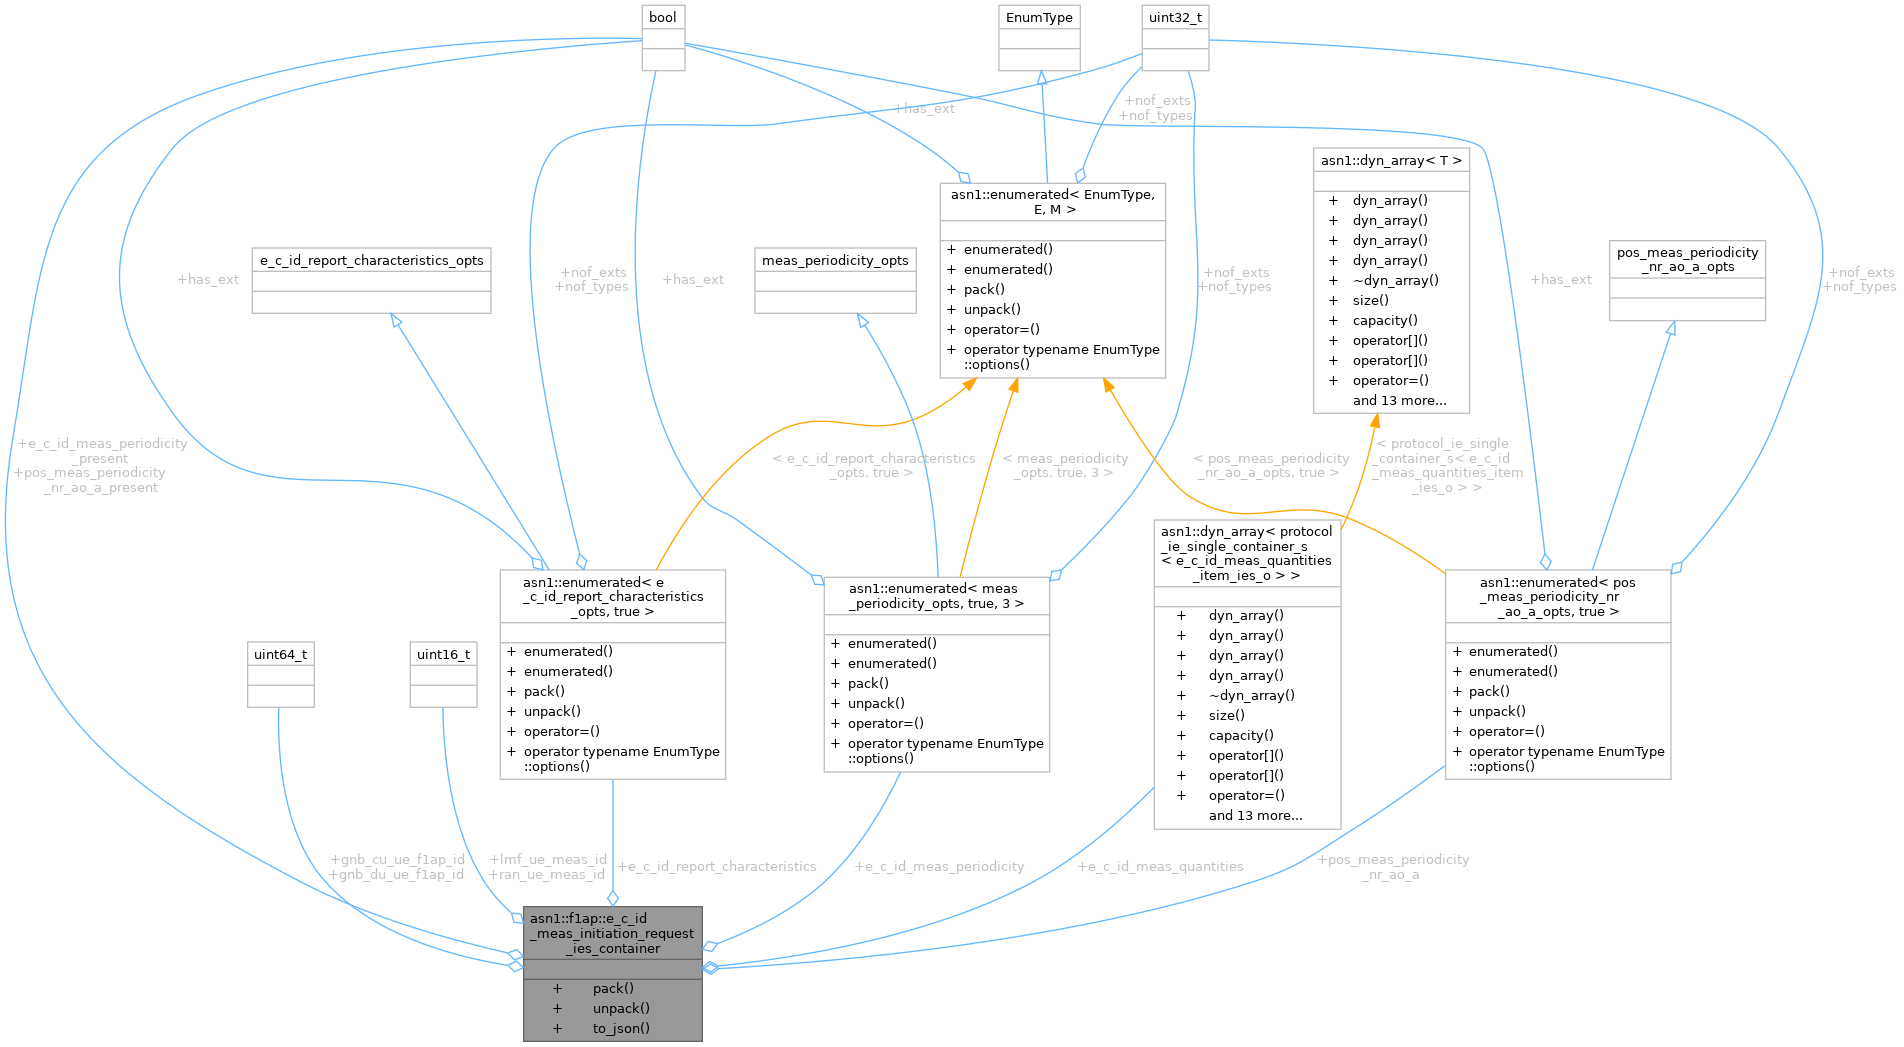 bool
EnumType
uint32_t
+has_ext
+nof_exts
+nof_types
asn1::dyn_array< T >
+ dyn_array()
+ dyn_array()
+ dyn_array()
+ dyn_array()
+ ~dyn_array()
+ size()
+ capacity()
+ operator[]()
+ operator[]()
+ operator=()
and 13 more...
asn1::enumerated< EnumType,
E, M >
+ enumerated()
+ enumerated()
+ pack()
+ unpack()
+ operator=()
+ operator typename EnumType
::options()
e_c_id_report_characteristics_opts
meas_periodicity_opts
pos_meas_periodicity
_nr_ao_a_opts
+has_ext
+nof_exts
+nof_types
+has_ext
+nof_exts
+nof_types
+has_ext
+nof_exts
+nof_types
+e_c_id_meas_periodicity
_present
+pos_meas_periodicity
_nr_ao_a_present
< e_c_id_report_characteristics
_opts, true >
< meas_periodicity
_opts, true, 3 >
< pos_meas_periodicity
_nr_ao_a_opts, true >
< protocol_ie_single
_container_s< e_c_id
_meas_quantities_item
_ies_o > >
asn1::enumerated< e
_c_id_report_characteristics
_opts, true >
+ enumerated()
+ enumerated()
+ pack()
+ unpack()
+ operator=()
+ operator typename EnumType
::options()
asn1::enumerated< meas
_periodicity_opts, true, 3 >
+ enumerated()
+ enumerated()
+ pack()
+ unpack()
+ operator=()
+ operator typename EnumType
::options()
asn1::dyn_array< protocol
_ie_single_container_s
< e_c_id_meas_quantities
_item_ies_o > >
+ dyn_array()
+ dyn_array()
+ dyn_array()
+ dyn_array()
+ ~dyn_array()
+ size()
+ capacity()
+ operator[]()
+ operator[]()
+ operator=()
and 13 more...
asn1::enumerated< pos
_meas_periodicity_nr
_ao_a_opts, true >
+ enumerated()
+ enumerated()
+ pack()
+ unpack()
+ operator=()
+ operator typename EnumType
::options()
uint64_t
uint16_t
+gnb_cu_ue_f1ap_id
+gnb_du_ue_f1ap_id
+lmf_ue_meas_id
+ran_ue_meas_id
+e_c_id_report_characteristics
+e_c_id_meas_periodicity
+e_c_id_meas_quantities
+pos_meas_periodicity
_nr_ao_a
asn1::f1ap::e_c_id
_meas_initiation_request
_ies_container
+ pack()
+ unpack()
+ to_json()